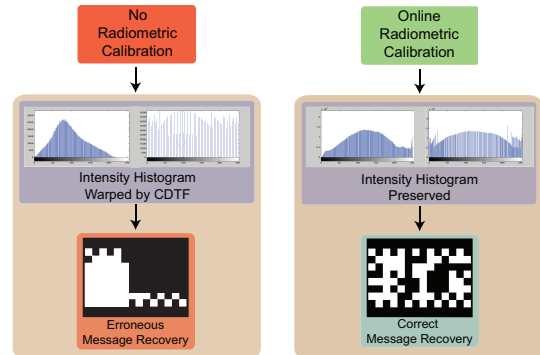 No
Radiometric
Calibration
Online
Radiometric
Calibration
Intensity Histogram
Warped by CDTF
Intensity Histogram
Preserved
Erroneous
Message Recovery
Correct
Message Recovery